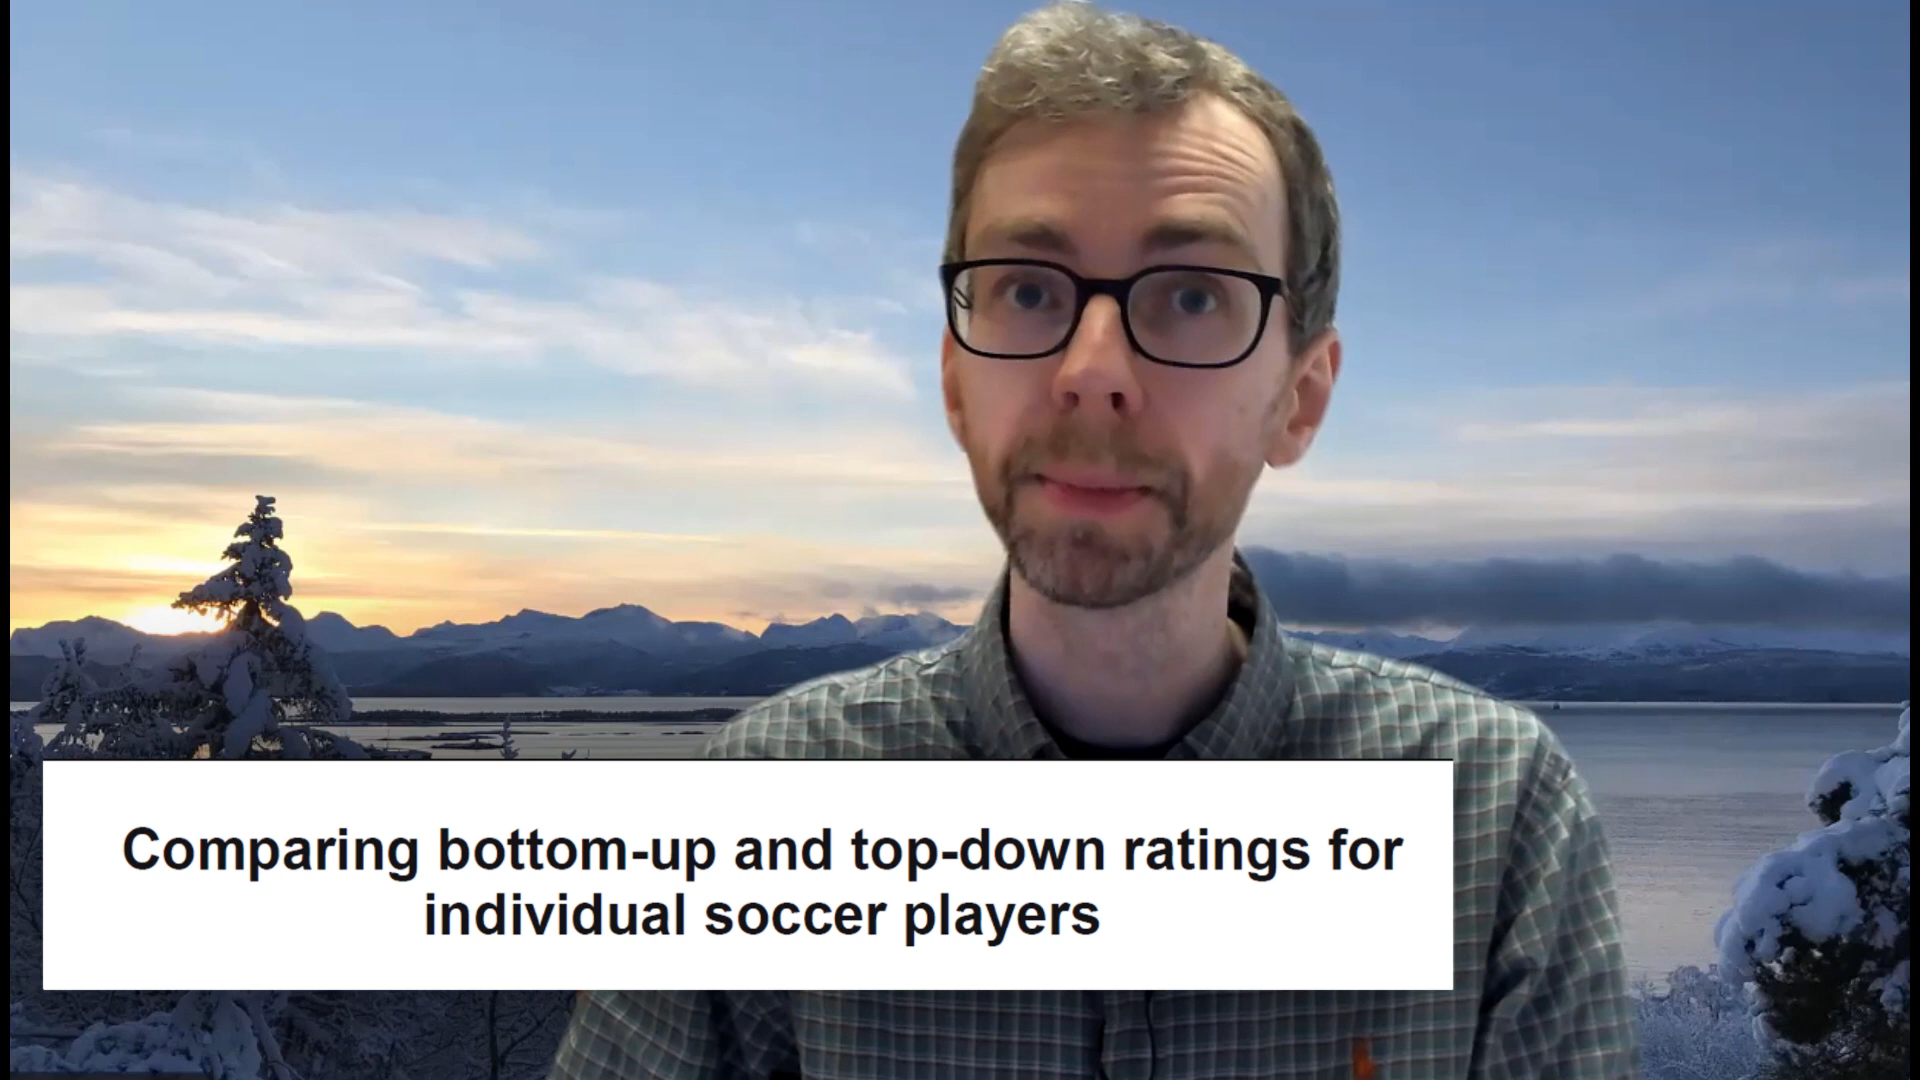 Comparing bottom-up and top-down ratings for
individual soccer players